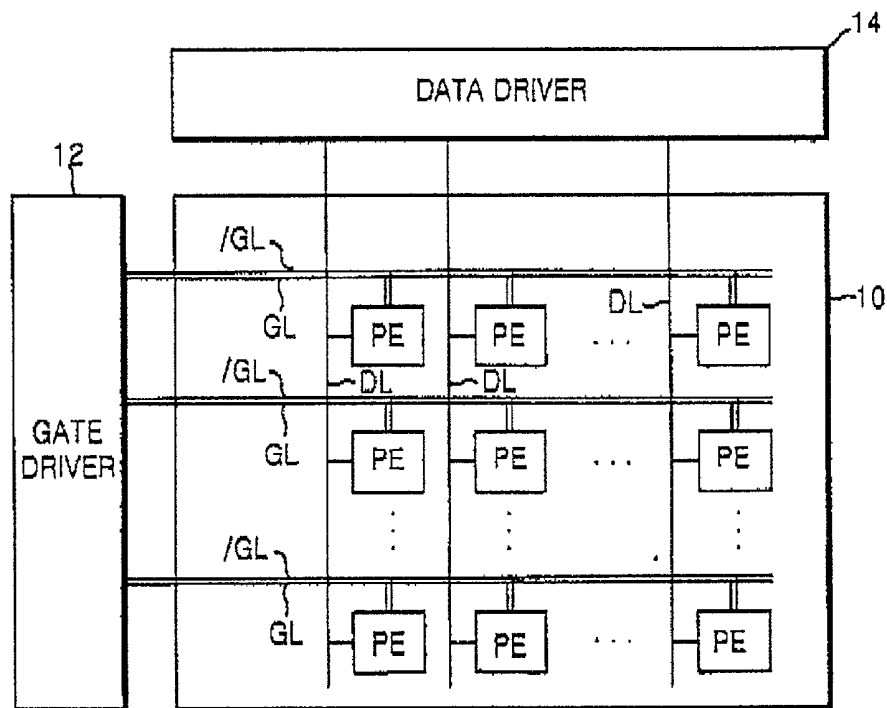 14
DATA DRIVER
12
/GL
GL
DL
10
PE PE ... PE
/GL
DL DL
GATE
DRIVER
GL
PE PE ... PE
/GL
GL
PE PE ... PE